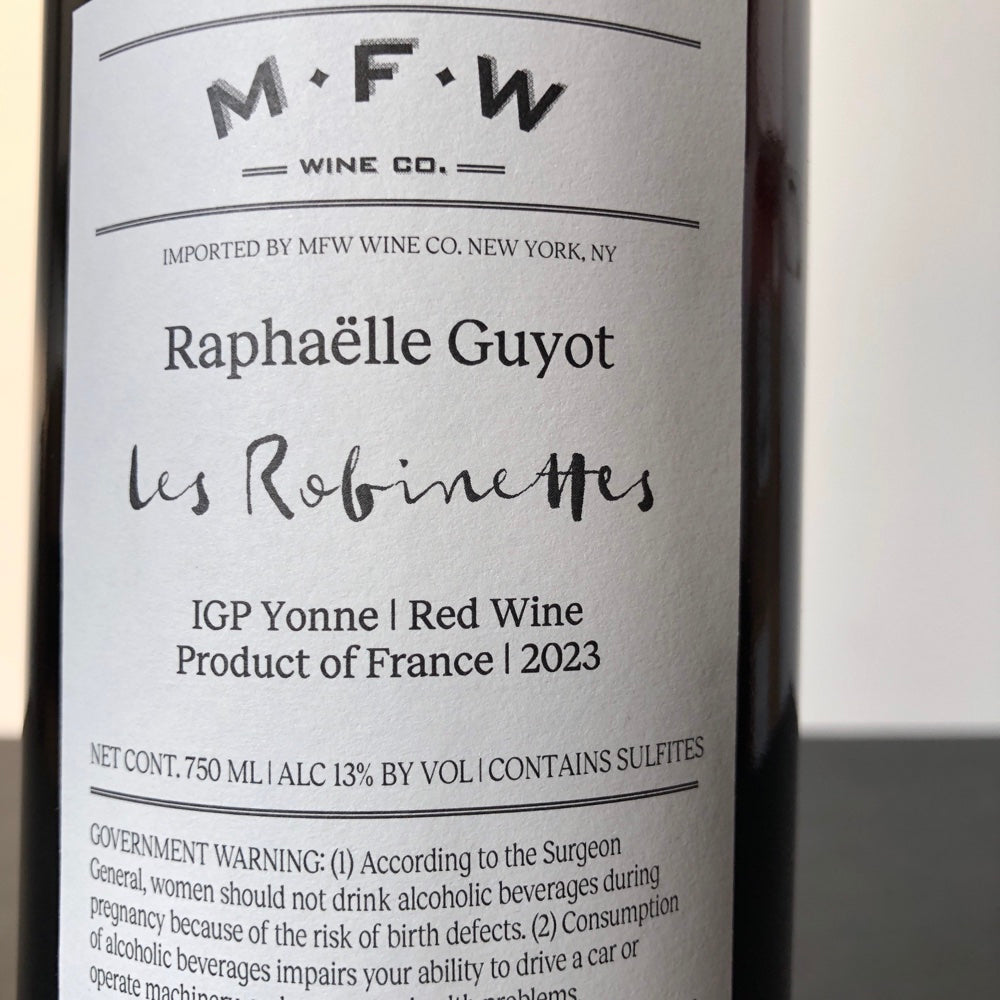 M·F·W
WINE CO.
IMPORTED BY MFW WINE CO. NEW YORK, NY
Raphaëlle Guyot
les Robinettes
IGP Yonne | Red Wine
Product of France | 2023
NET CONT. 750 ML | ALC 13% BY VOL | CONTAINS SULFITES
GOVERNMENT WARNING: (1) According to the Surgeon
General, women should not drink alcoholic beverages during
pregnancy because of the risk of birth defects. (2) Consumption
of alcoholic beverages impairs your ability to drive a car or
operate problems.